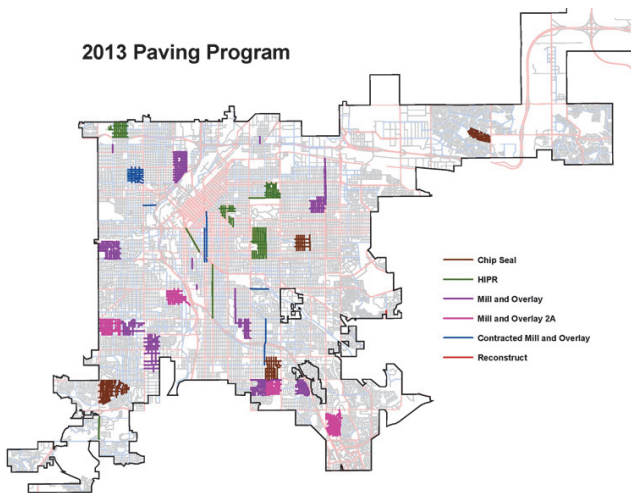 2013 Paving Program
Chip Seal
HIPR
Mill and Overlay
Mill and Overlay 2A
Contracted Mill and Overlay
Reconstruct